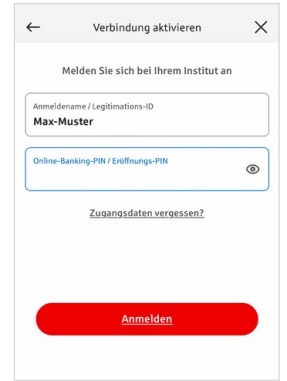 Verbindung aktivieren
Melden Sie sich bei Ihrem Institut an
Anmeldename / Legitimations-ID
Max-Muster
Online-Banking-PIN / Eröffnungs-PIN
Zugangsdaten vergessen?
Anmelden